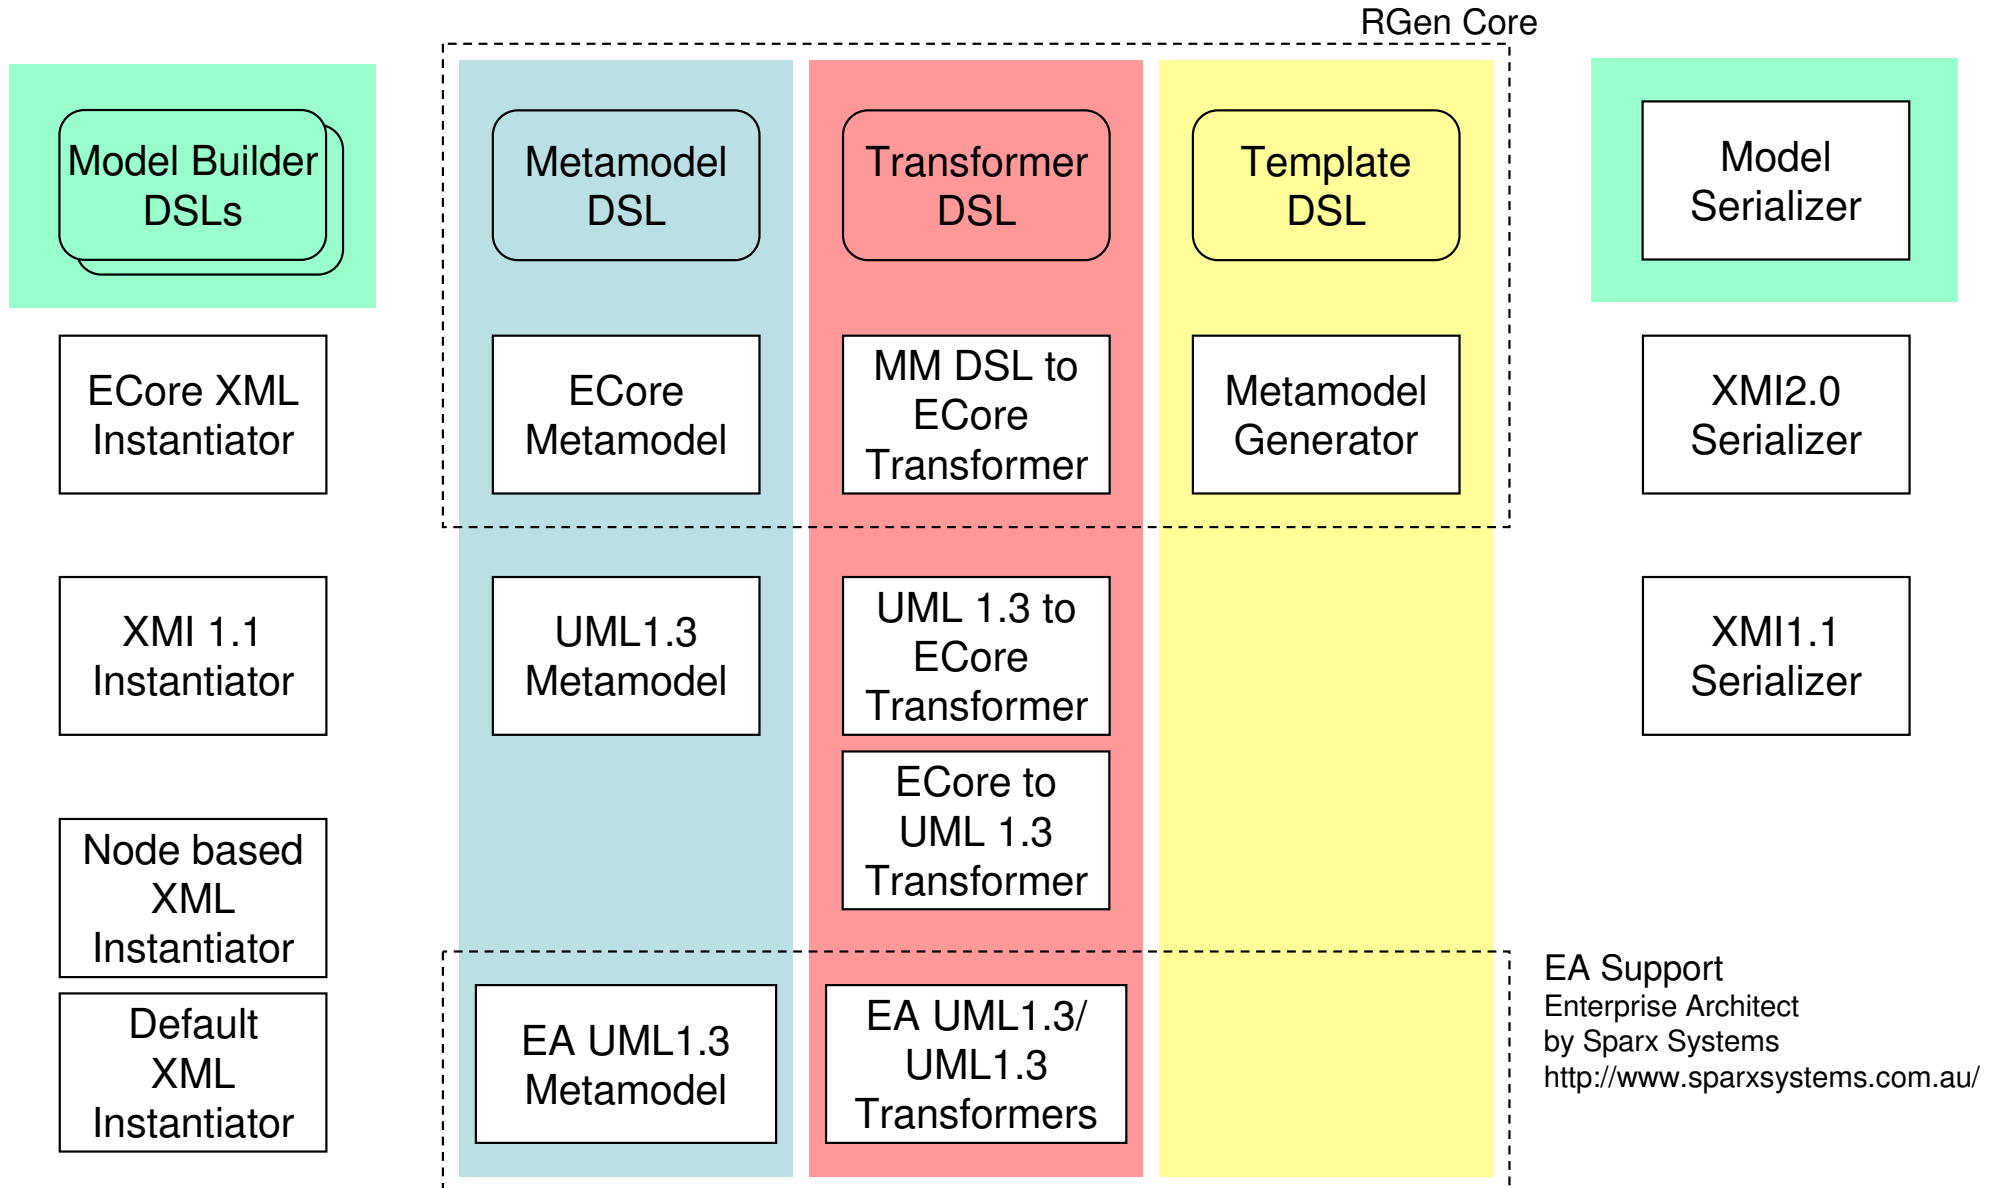 RGen Core
Model Builder
DSLs
Metamodel
DSL
Transformer
DSL
Template
DSL
Model
Serializer
ECore XML
Instantiator
ECore
Metamodel
MM DSL to
ECore
Transformer
Metamodel
Generator
XMI2.0
Serializer
XMI 1.1
Instantiator
UML1.3
Metamodel
UML 1.3 to
ECore
Transformer
XMI1.1
Serializer
ECore to
UML 1.3
Transformer
Node based
XML
Instantiator
Default
XML
Instantiator
EA UML1.3
Metamodel
EA UML1.3/
UML1.3
Transformers
EA Support
Enterprise Architect
by Sparx Systems
http://www.sparxsystems.com.au/